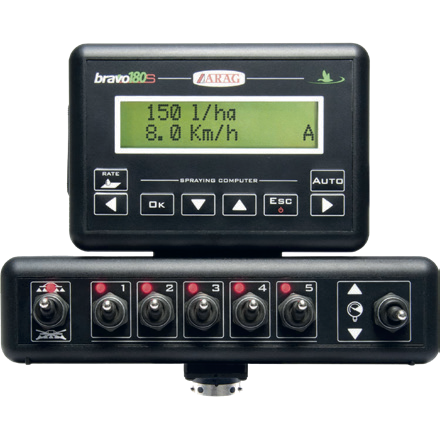 bravo180S
ARAG
150 l/ha
8.0 Km/h A
RATE
SPRAYING COMPUTER
AUTO
OK
Esc
1 2 3 4 5